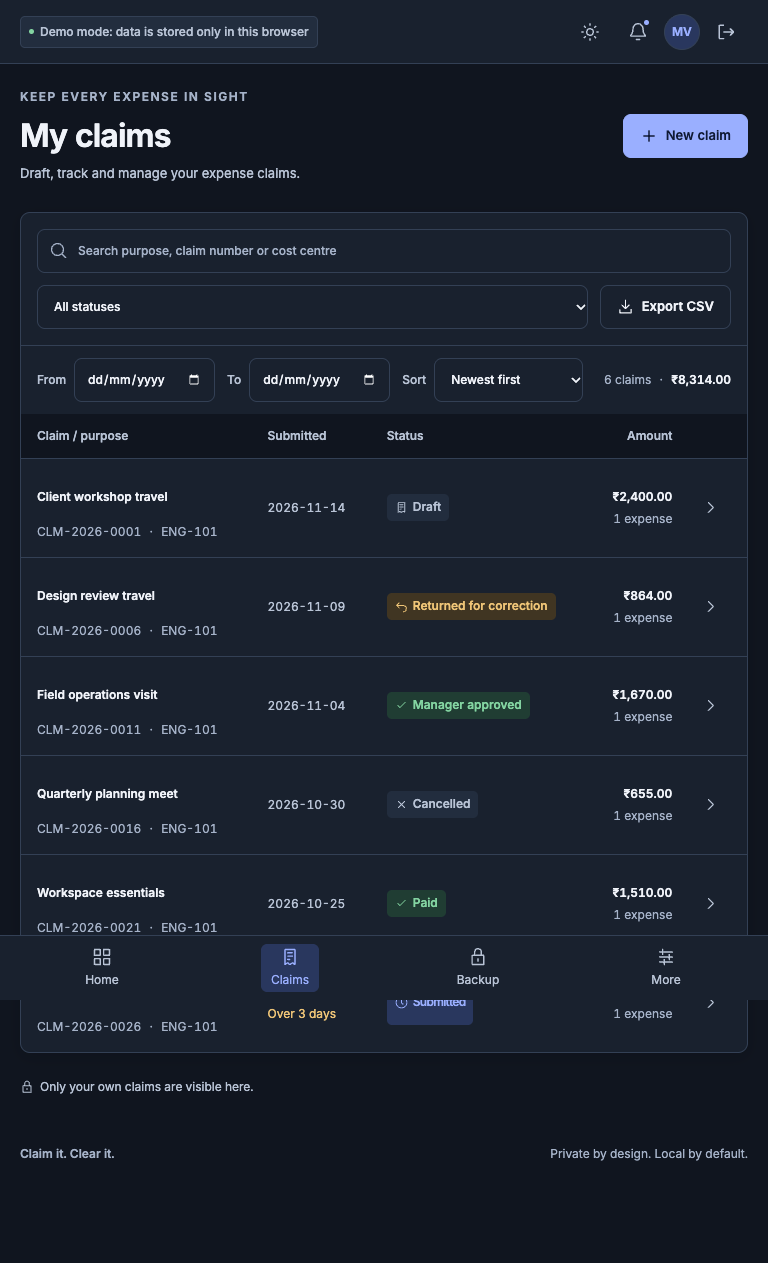 Demo mode: data is stored only in this browser
MV
KEEP EVERY EXPENSE IN SIGHT
My claims
New claim
Draft, track and manage your expense claims.
Search purpose, claim number or cost centre
All statuses
Export CSV
From dd/mm/yyyy To dd/mm/yyyy Sort Newest first 6 claims · ₹8,314.00
Claim / purpose Submitted Status Amount
Client workshop travel
CLM-2026-0001 · ENG-101
2026-11-14
Draft
₹2,400.00
1 expense
Design review travel
CLM-2026-0006 · ENG-101
2026-11-09
Returned for correction
₹864.00
1 expense
Field operations visit
CLM-2026-0011 · ENG-101
2026-11-04
Manager approved
₹1,670.00
1 expense
Quarterly planning meet
CLM-2026-0016 · ENG-101
2026-10-30
Cancelled
₹655.00
1 expense
Workspace essentials
CLM-2026-0021 · ENG-101
2026-10-25
Paid
₹1,510.00
1 expense
Home Claims Backup More
CLM-2026-0026 · ENG-101
Over 3 days
Submitted
1 expense
Only your own claims are visible here.
Claim it. Clear it.
Private by design. Local by default.